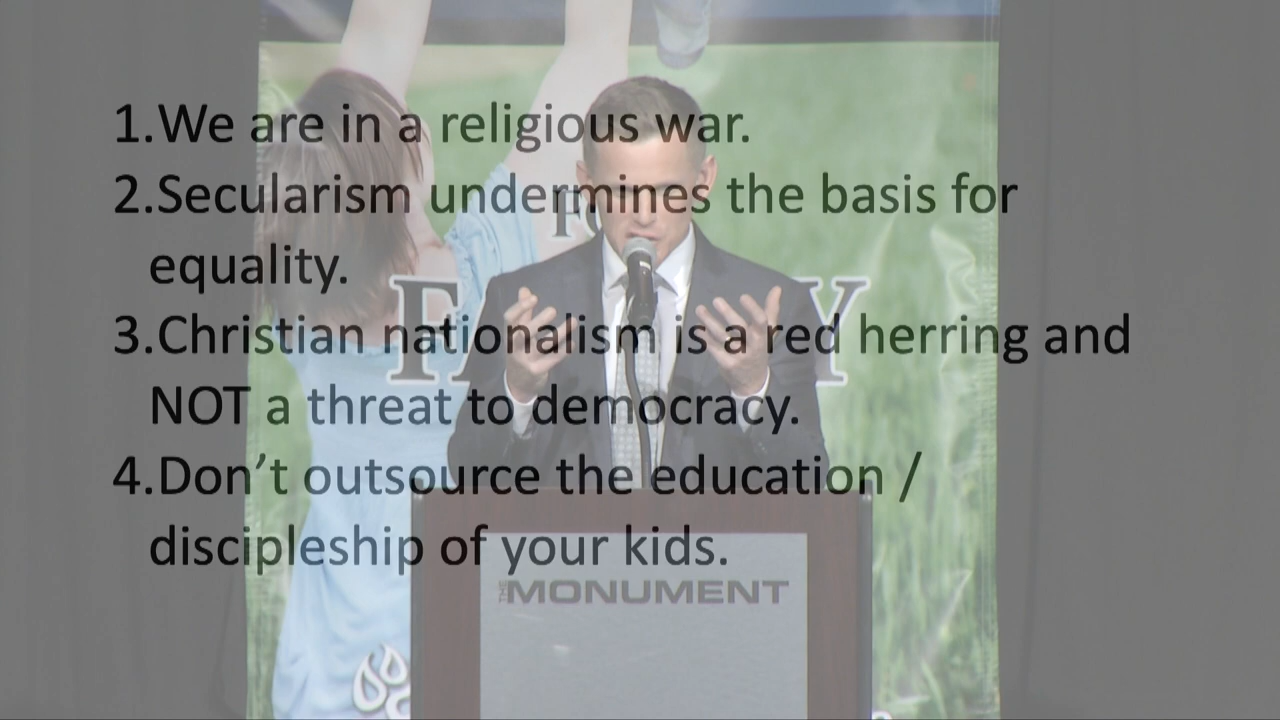 1.We are in a religious war.
2.Secularism undermines the basis for
equality.
3.Christian nationalism is a red herring and
NOT a threat to democracy.
4.Don’t outsource the education /
discipleship of your kids.
THE MONUMENT